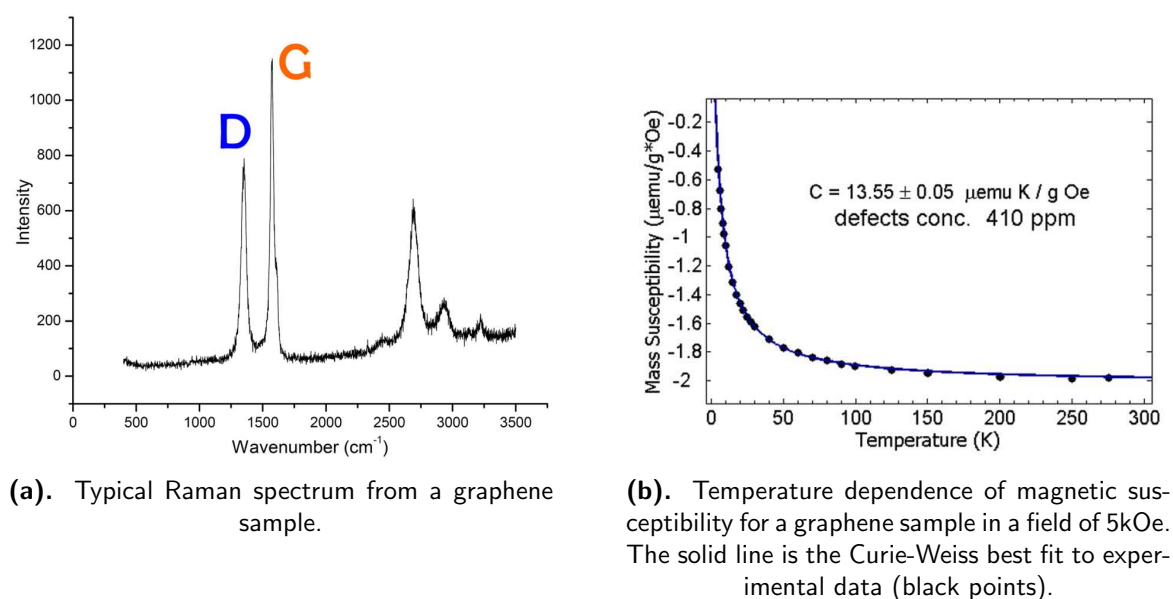 1200
1000
800
600
400
200
0
0 500 1000 1500 2000 2500 3000 3500
Intensity
Wavenumber (cm⁻¹)
D
G
(a). Typical Raman spectrum from a graphene
sample.
-0.2
-0.4
-0.6
-0.8
-1
-1.2
-1.4
-1.6
-1.8
-2
0 50 100 150 200 250 300
Mass Susceptibility (µemu/g*Oe)
Temperature (K)
C = 13.55 ± 0.05 µemu K / g Oe
defects conc. 410 ppm
(b). Temperature dependence of magnetic sus-
ceptibility for a graphene sample in a field of 5kOe.
The solid line is the Curie-Weiss best fit to exper-
imental data (black points).